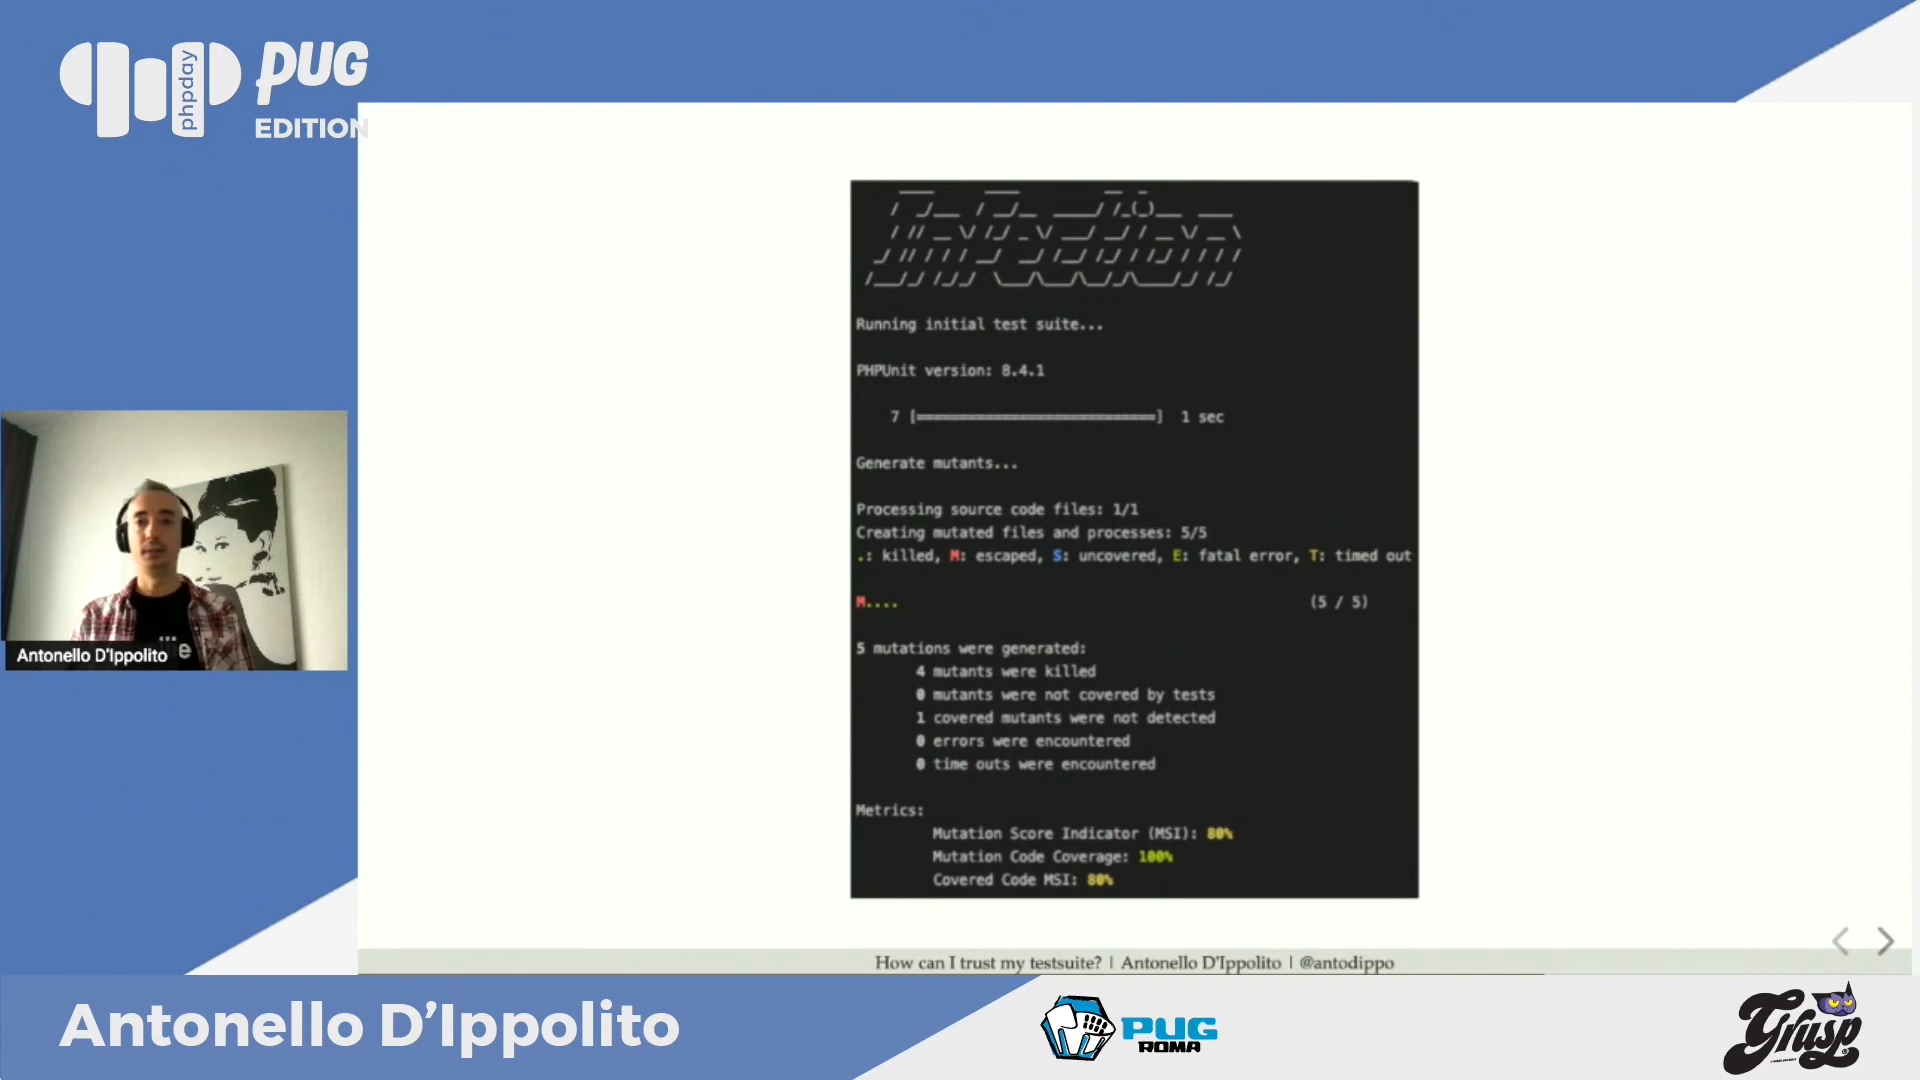 phpday
PUG
EDITION
Infection
Running initial test suite...
PHPUnit version: 8.4.1
7 [============================] 1 sec
Generate mutants...
Processing source code files: 1/1
Creating mutated files and processes: 5/5
.: killed, M: escaped, S: uncovered, E: fatal error, T: timed out
M.... (5 / 5)
5 mutations were generated:
4 mutants were killed
0 mutants were not covered by tests
1 covered mutants were not detected
0 errors were encountered
0 time outs were encountered
Metrics:
Mutation Score Indicator (MSI): 80%
Mutation Code Coverage: 100%
Covered Code MSI: 80%
Antonello D'Ippolito
How can I trust my testsuite? | Antonello D'Ippolito | @antodippo
Antonello D’Ippolito
PUG
ROMA
Grusp